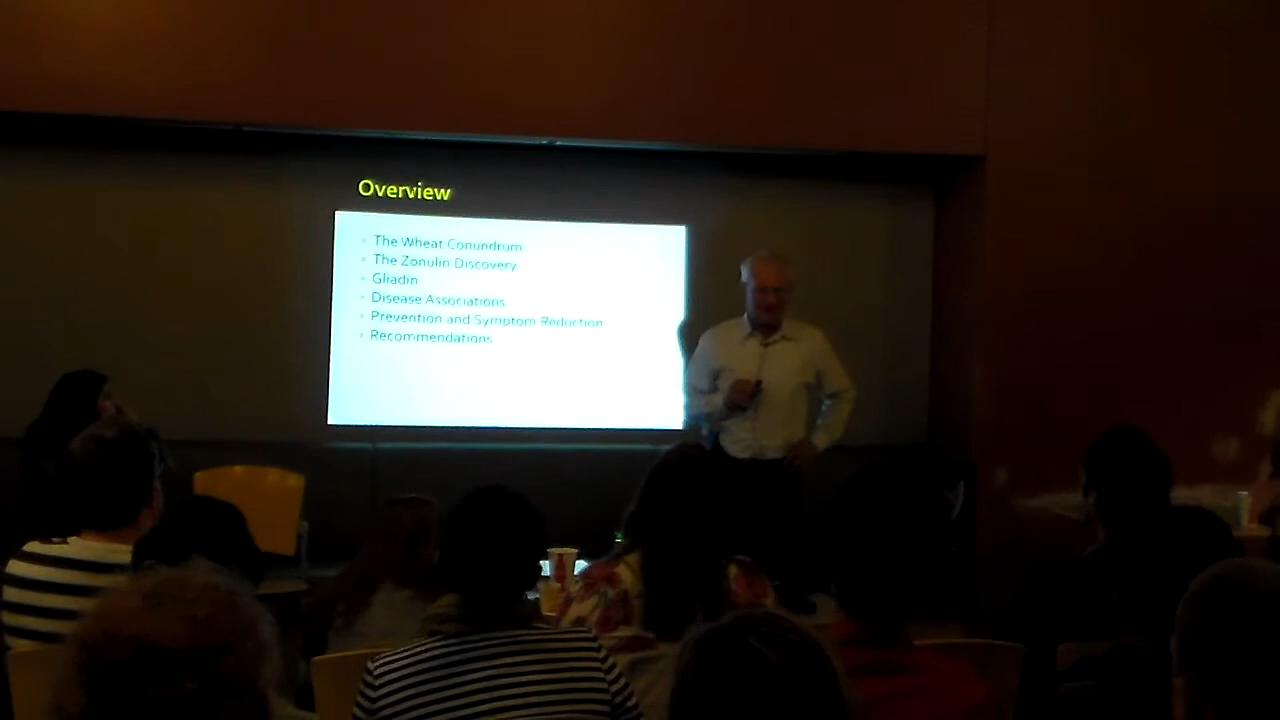 Overview
The Wheat Conundrum
The Zonulin Discovery
Gliadin
Disease Associations
Prevention and Symptom Reduction
Recommendations